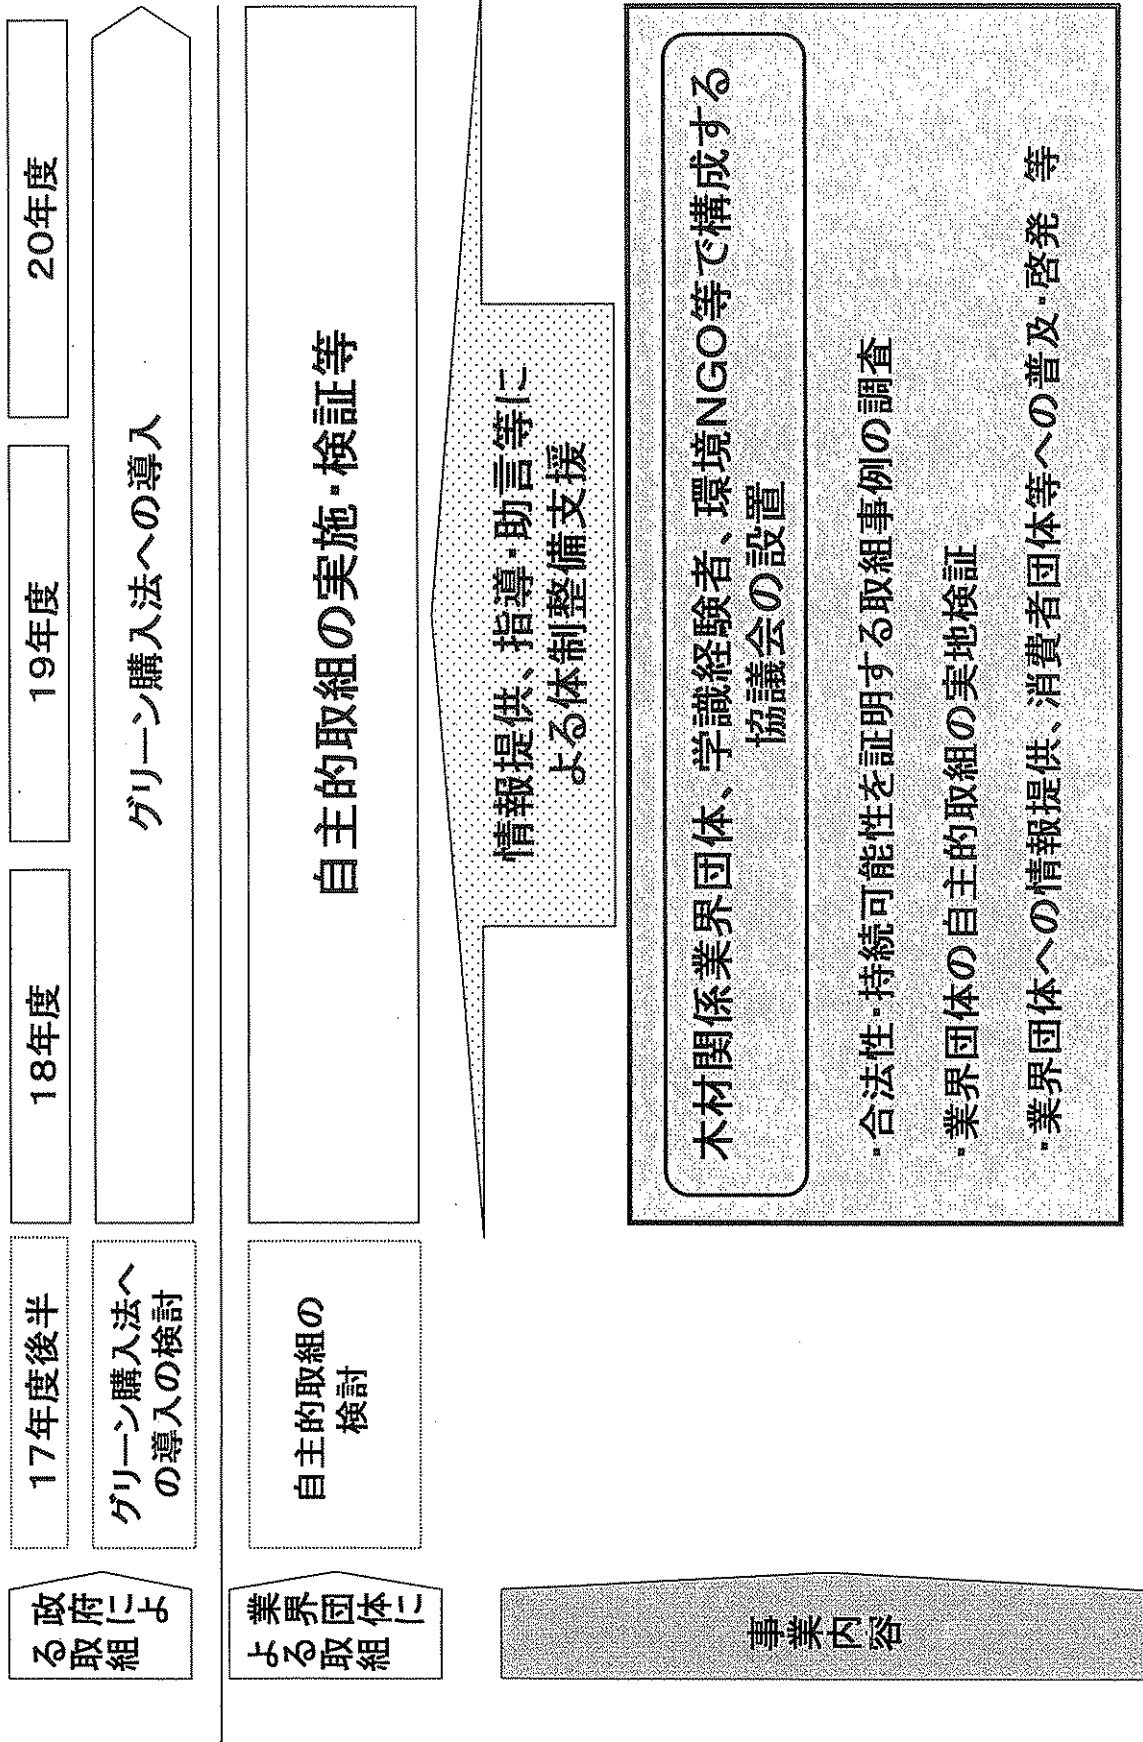 17年度後半
18年度
19年度
20年度
政府によ
る取組
グリーン購入法へ
の導入の検討
グリーン購入法への導入
業界団体に
よる取組
自主的取組の
検討
自主的取組の実施・検証等
情報提供、指導・助言等に
よる体制整備支援
事業内容
木材関係業界団体、学識経験者、環境NGO等で構成する
協議会の設置
・合法性・持続可能性を証明する取組事例の調査
・業界団体の自主的取組の実地検証
・業界団体への情報提供、消費者団体等への普及・啓発 等